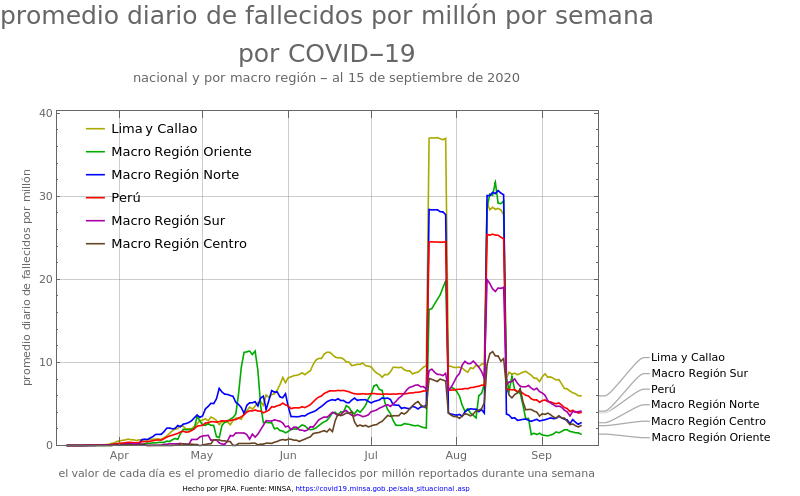 promedio diario de fallecidos por millón por semana
por COVID−19
nacional y por macro región − al 15 de septiembre de 2020
promedio diario de fallecidos por millón
40
30
20
10
0
Lima y Callao
Macro Región Oriente
Macro Región Norte
Perú
Macro Región Sur
Macro Región Centro
Lima y Callao
Macro Región Sur
Perú
Macro Región Norte
Macro Región Centro
Macro Región Oriente
Apr May Jun Jul Aug Sep
el valor de cada día es el promedio diario de fallecidos por millón reportados durante una semana
Hecho por FJRA. Fuente: MINSA, https://covid19.minsa.gob.pe/sala_situacional.asp